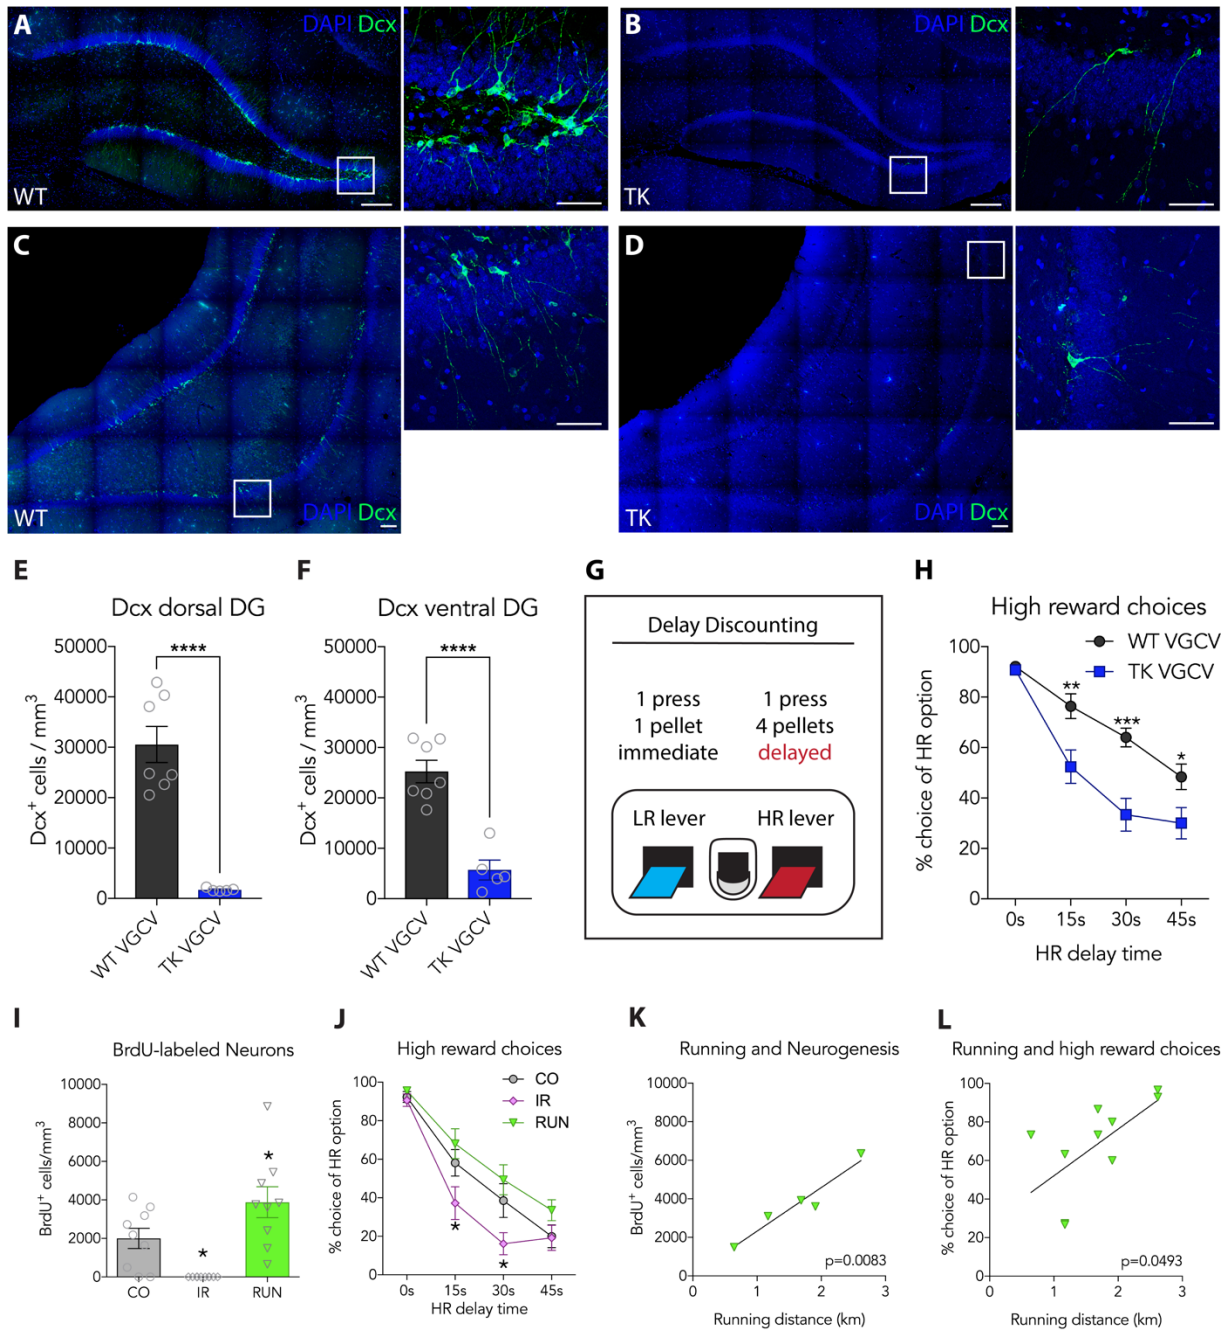 A
DAPI Dcx
WT
B
DAPI Dcx
TK
C
WT
DAPI Dcx
D
TK
DAPI Dcx
E
Dcx dorsal DG
****
50000
40000
30000
20000
10000
0
Dcx+ cells / mm3
WT VGCV
TK VGCV
F
Dcx ventral DG
****
50000
40000
30000
20000
10000
0
Dcx+ cells / mm3
WT VGCV
TK VGCV
G
Delay Discounting
1 press
1 pellet
immediate
1 press
4 pellets
delayed
LR lever
HR lever
H
High reward choices
WT VGCV
TK VGCV
**
***
*
100
80
60
40
20
0
% choice of HR option
0s 15s 30s 45s
HR delay time
I
BrdU-labeled Neurons
10000
8000
6000
4000
2000
0
BrdU+ cells/mm3
*
*
CO IR RUN
J
High reward choices
CO
IR
RUN
100
80
60
40
20
0
% choice of HR option
*
*
0s 15s 30s 45s
HR delay time
K
Running and Neurogenesis
10000
8000
6000
4000
2000
0
BrdU+ cells/mm3
p=0.0083
0 1 2 3
Running distance (km)
L
Running and high reward choices
100
80
60
40
20
0
% choice of HR option
p=0.0493
0 1 2 3
Running distance (km)